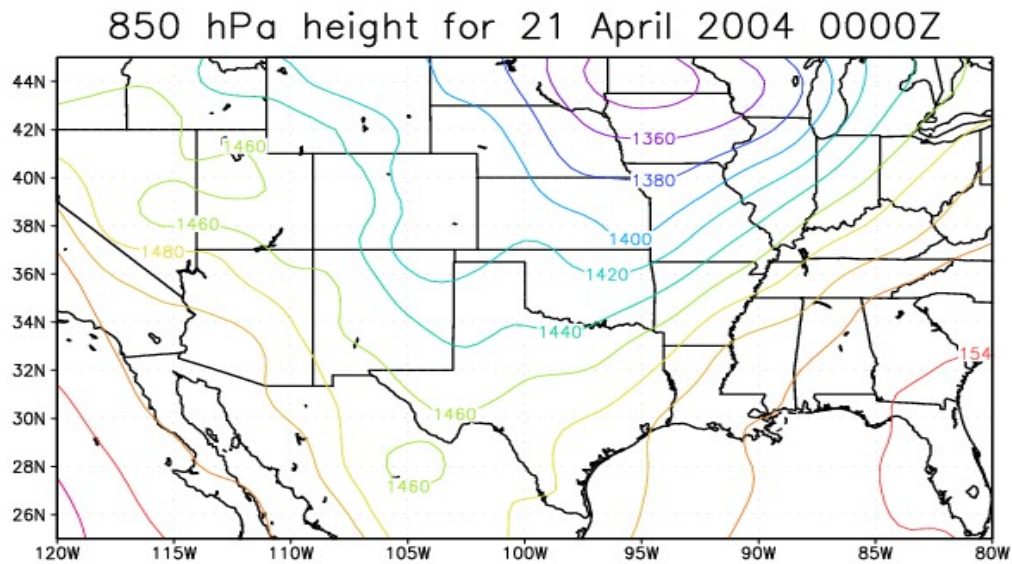 850 hPa height for 21 April 2004 0000Z
44N
42N
1360
1460
40N
1380
38N
1460
1400
1480
36N
1420
34N
1440
154
32N
30N
1460
28N
1460
26N
120W 115W 110W 105W 100W 95W 90W 85W 80W